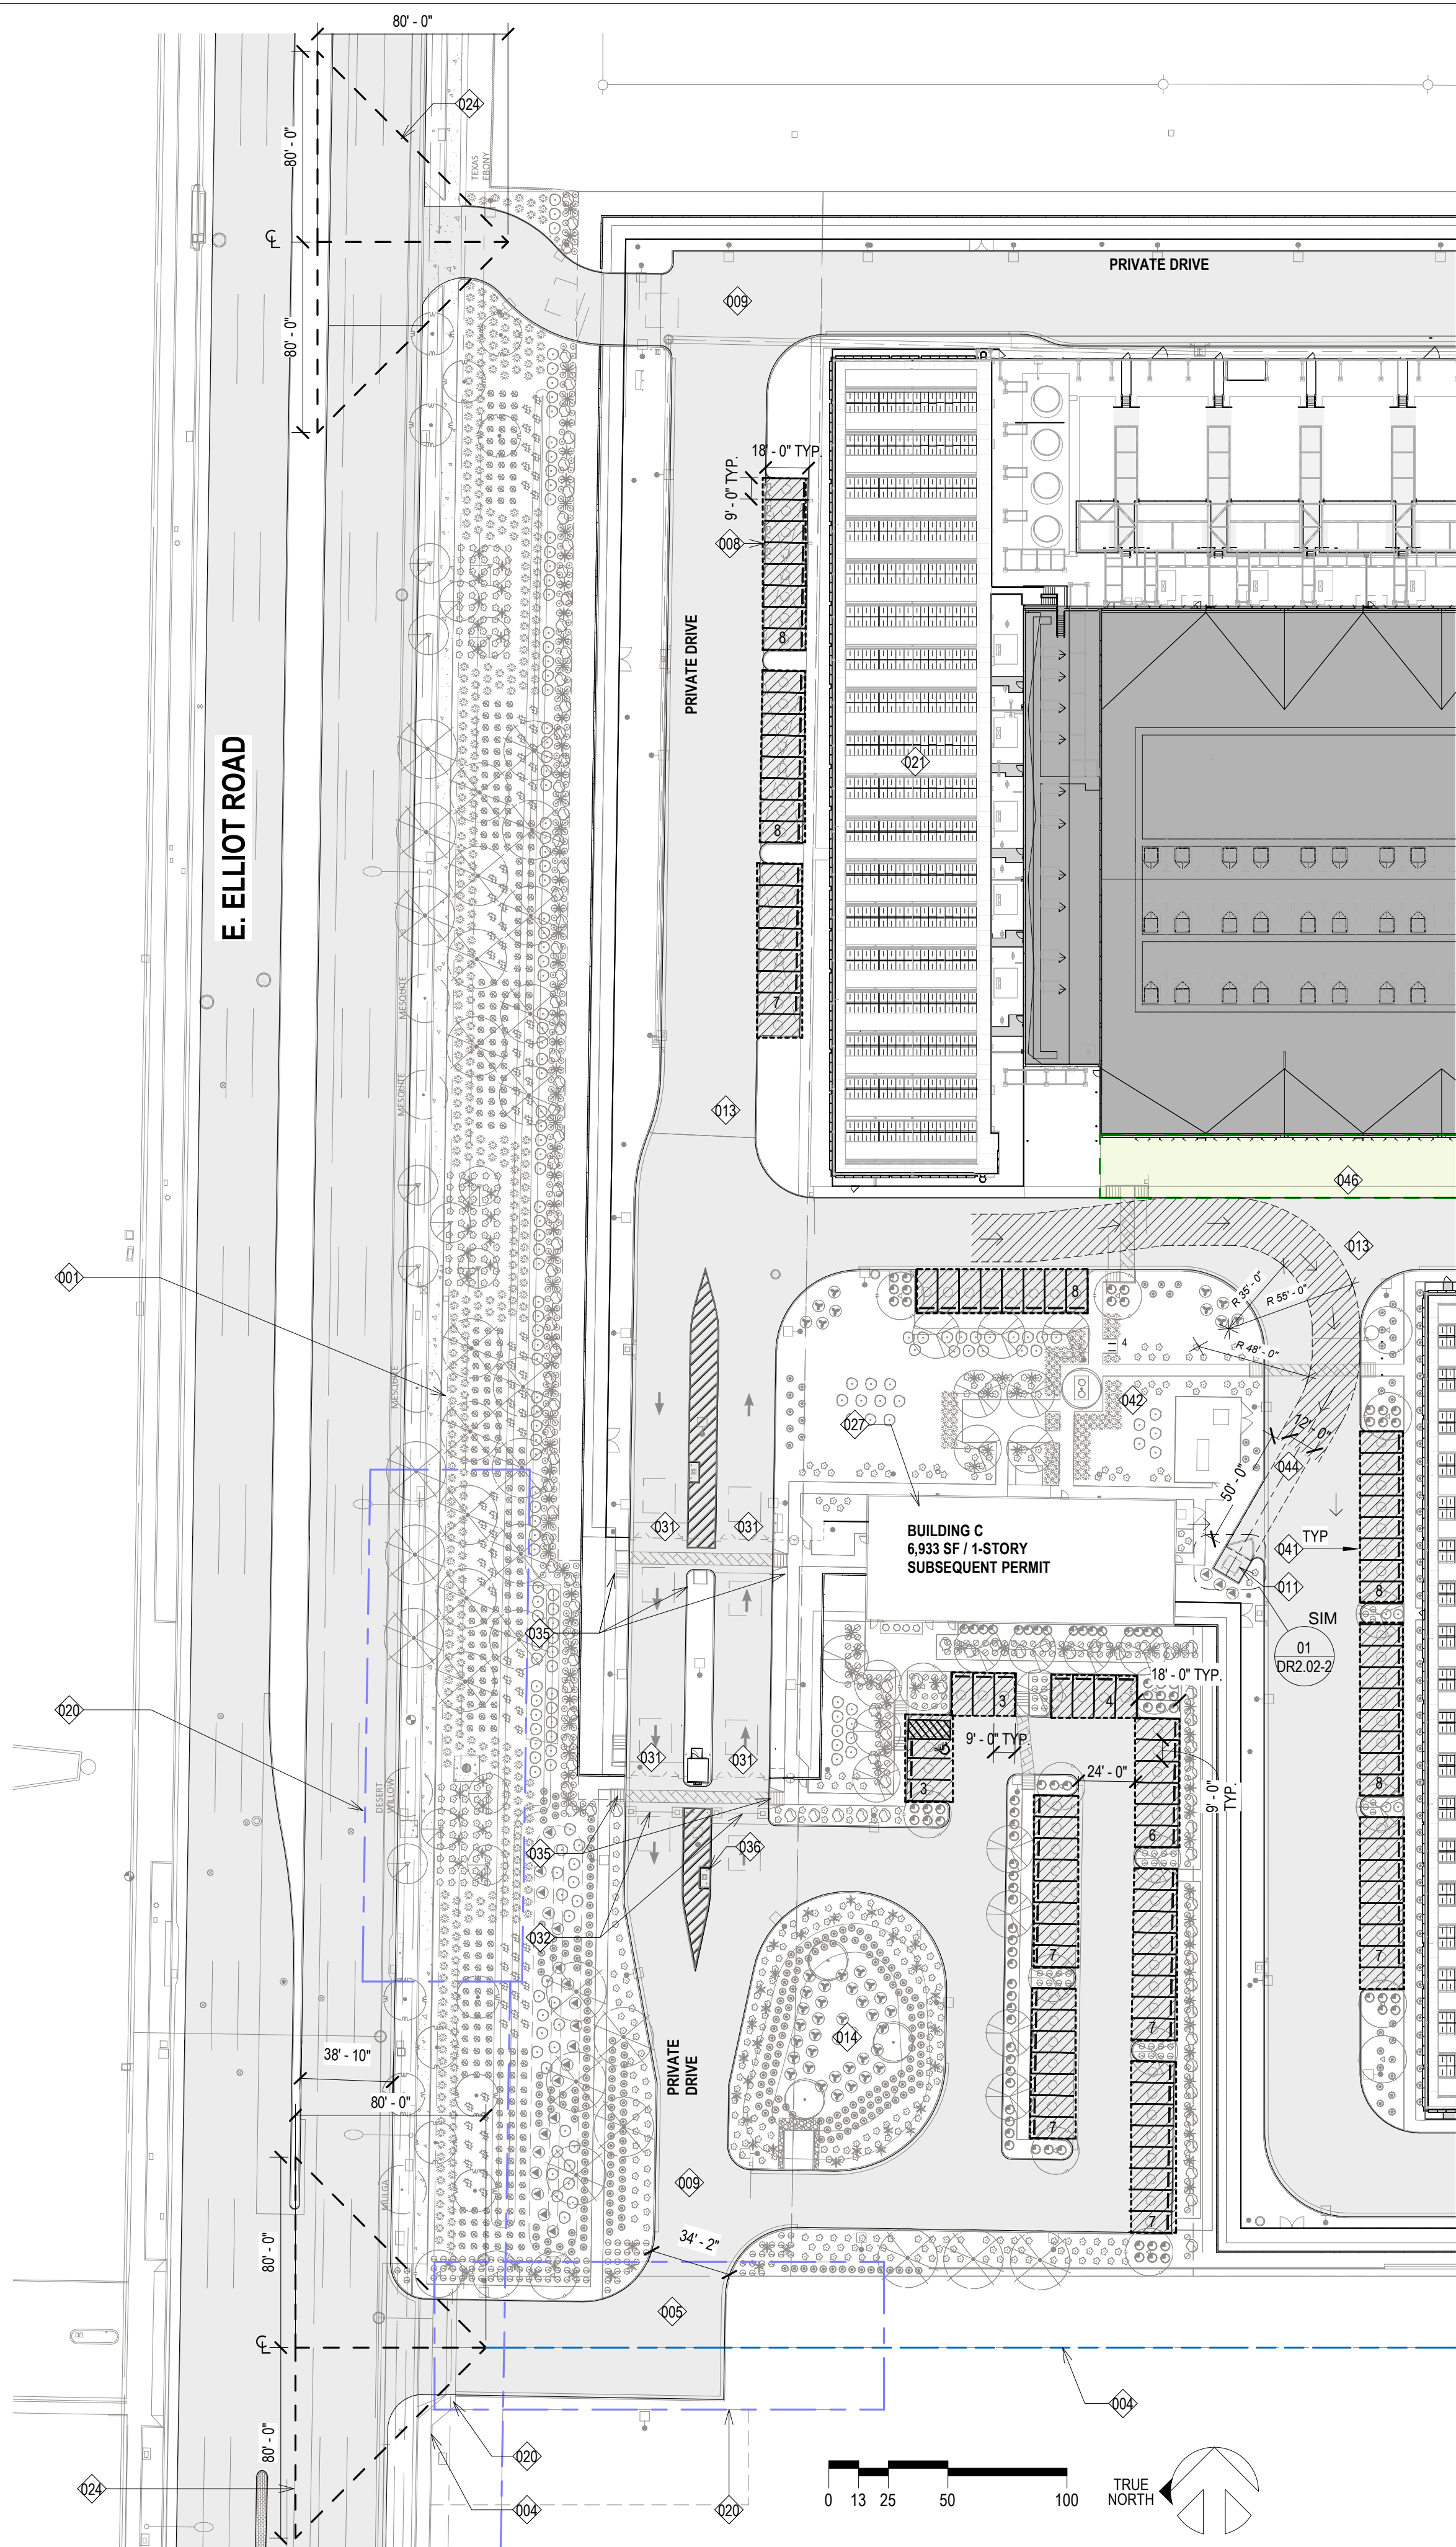 80' - 0"
024
80' - 0"
TEXAS
EBONY
℄
PRIVATE DRIVE
009
80' - 0"
18' - 0" TYP.
9' - 0" TYP.
008
8
PRIVATE DRIVE
021
E. ELLIOT ROAD
8
MESQUITE
7
MESQUITE
013
046
013
001
8
R 35' - 0"
R 55' - 0"
R 48' - 0"
4
MESQUITE
042
027
12' - 0"
044
50' - 0"
031
031
BUILDING C
6,933 SF / 1-STORY
SUBSEQUENT PERMIT
041
TYP
011
8
035
SIM
01
DR2.02-2
18' - 0" TYP.
020
3
4
9' - 0" TYP.
031
031
24' - 0"
9' - 0"
TYP.
3
8
DESERT
WILLOW
6
035
036
032
7
7
014
7
38' - 10"
PRIVATE
DRIVE
80' - 0"
7
009
MULGA
7
34' - 2"
80' - 0"
005
℄
004
80' - 0"
020
024
004
020
0 13 25 50 100
TRUE
NORTH